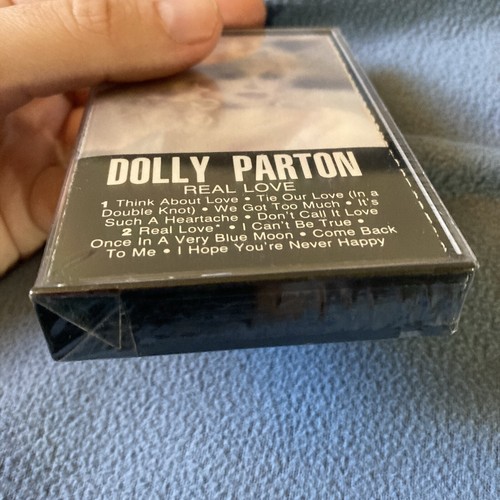 DOLLY PARTON
REAL LOVE
1 Think About Love • Tie Our Love (In a
Double Knot) • We Got Too Much • It's
Such A Heartache • Don't Call It Love
2 Real Love* • I Can't Be True •
Once In A Very Blue Moon • Come Back
To Me • I Hope You're Never Happy